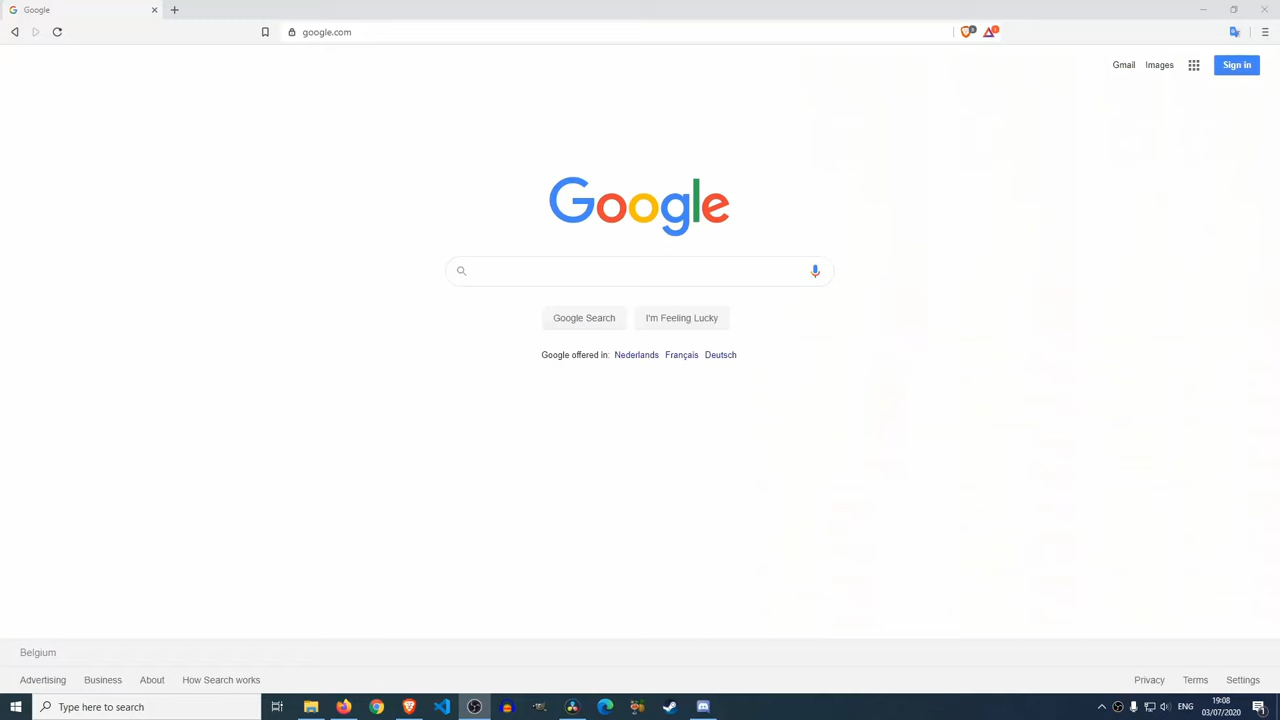 Google
google.com
Gmail Images Sign in
Google
Google Search I'm Feeling Lucky
Google offered in: Nederlands Français Deutsch
Belgium
Advertising Business About How Search works Privacy Terms Settings
Type here to search ENG 19:08
03/07/2020